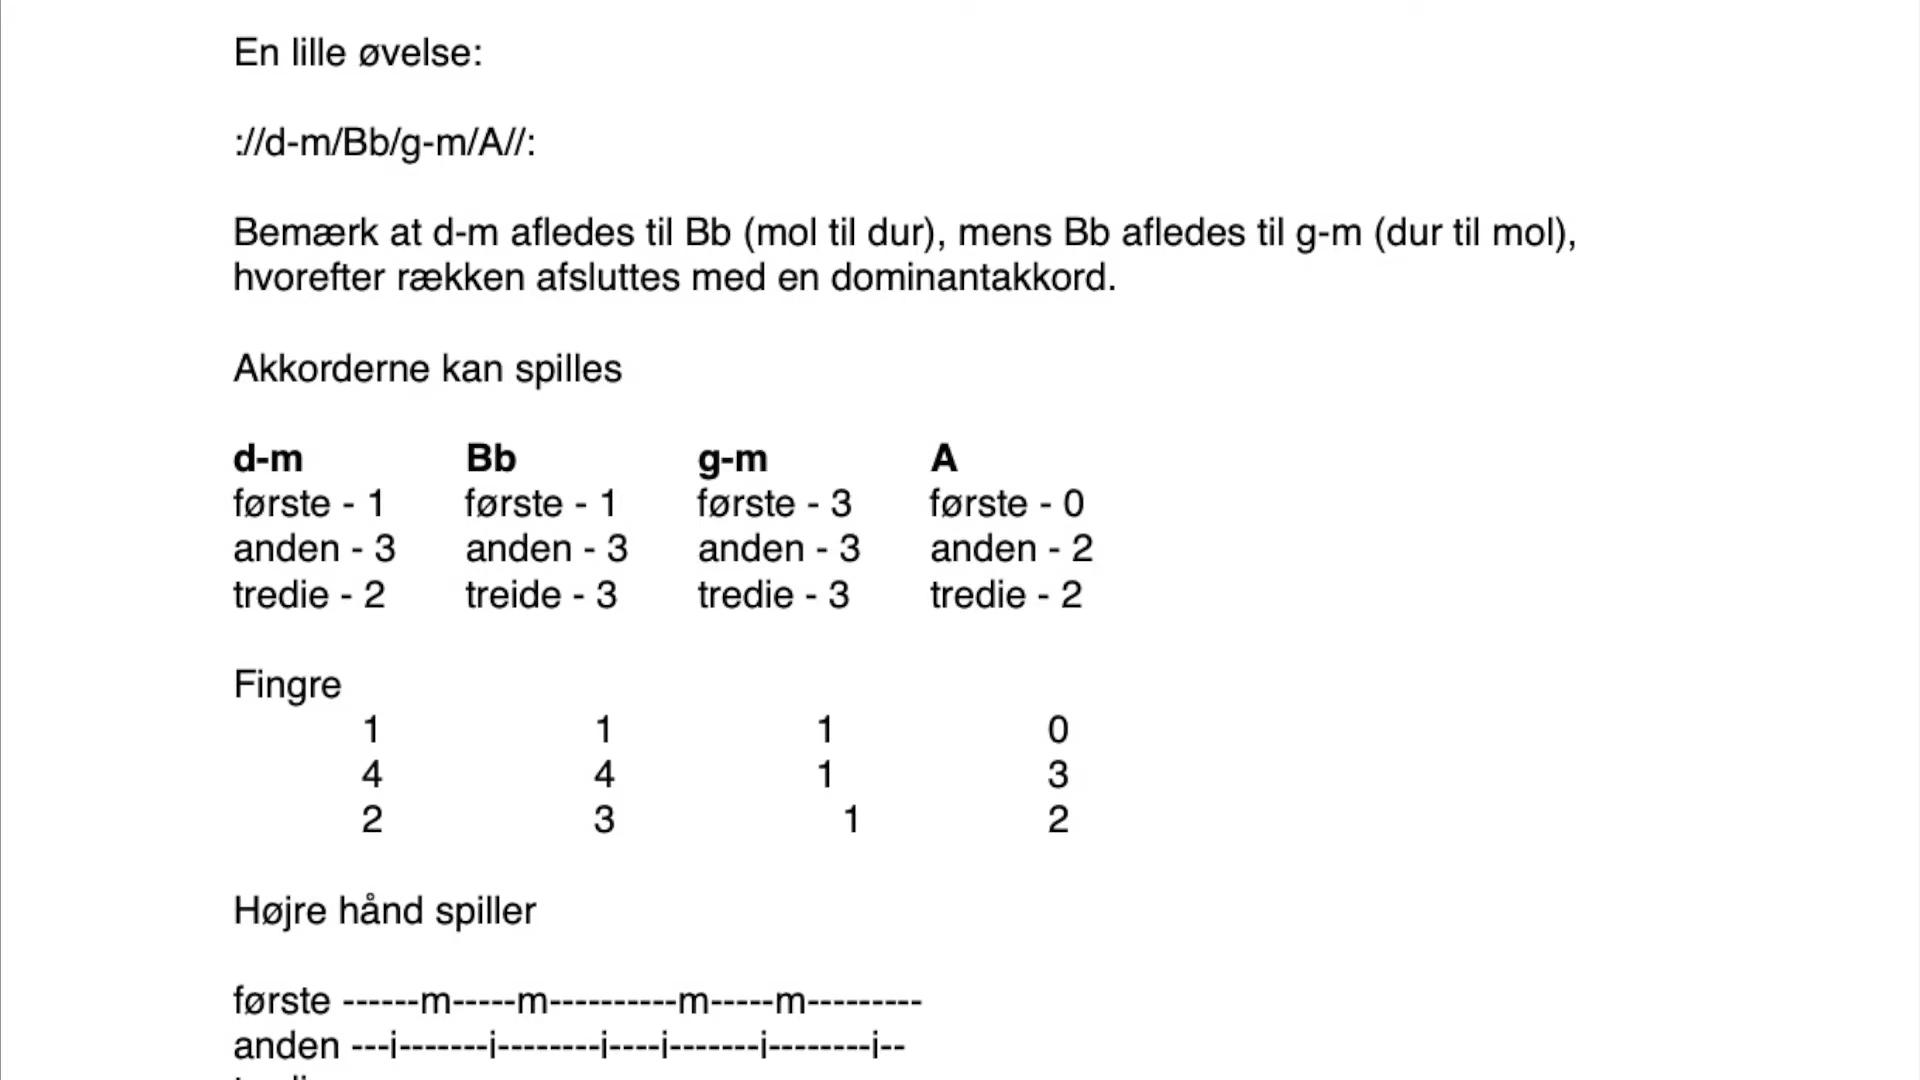 En lille øvelse:
://d-m/Bb/g-m/A//:
Bemærk at d-m afledes til Bb (mol til dur), mens Bb afledes til g-m (dur til mol),
hvorefter rækken afsluttes med en dominantakkord.
Akkorderne kan spilles
d-m Bb g-m A
første - 1 første - 1 første - 3 første - 0
anden - 3 anden - 3 anden - 3 anden - 2
tredie - 2 treide - 3 tredie - 3 tredie - 2
Fingre
1 1 1 0
4 4 1 3
2 3 1 2
Højre hånd spiller
første ------m-----m----------m-----m---------
anden ---i-------i--------i----i-------i--------i--